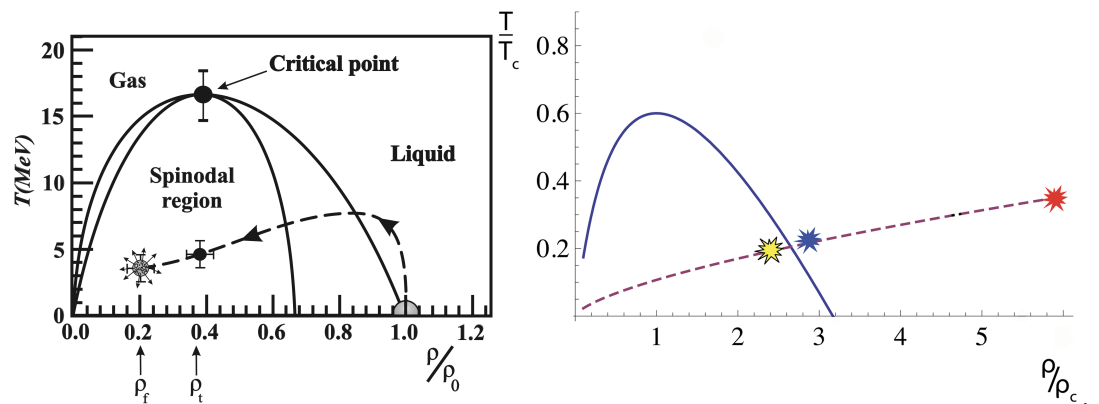 T(MeV)
20
15
10
5
0
Gas
Critical point
Liquid
Spinodal
region
0.0
0.2
0.4
0.6
0.8
1.0
1.2
ρ/ρ0
ρf
ρt
T
Tc
0.8
0.6
0.4
0.2
1
2
3
4
5
ρ/ρc